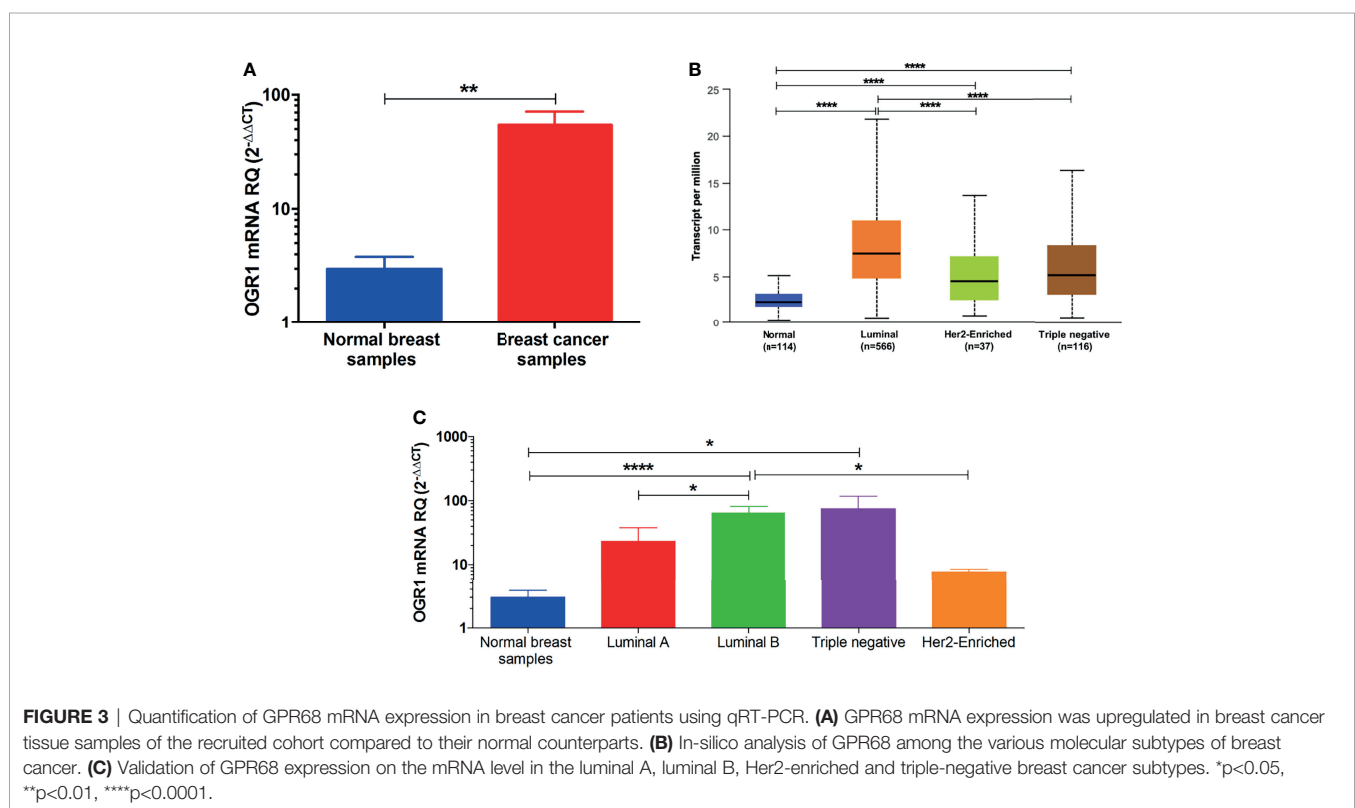 A
**
OGR1 mRNA RQ (2-ΔΔCT)
100
10
1
Normal breast
samples
Breast cancer
samples
B
****
****
****
****
****
Transcript per million
25
20
15
10
5
0
Normal
(n=114)
Luminal
(n=566)
Her2-Enriched
(n=37)
Triple negative
(n=116)
C
OGR1 mRNA RQ (2-ΔΔCT)
1000
100
10
1
*
****
*
*
Normal breast
samples
Luminal A
Luminal B
Triple negative
Her2-Enriched
FIGURE 3 | Quantification of GPR68 mRNA expression in breast cancer patients using qRT-PCR. (A) GPR68 mRNA expression was upregulated in breast cancer
tissue samples of the recruited cohort compared to their normal counterparts. (B) In-silico analysis of GPR68 among the various molecular subtypes of breast
cancer. (C) Validation of GPR68 expression on the mRNA level in the luminal A, luminal B, Her2-enriched and triple-negative breast cancer subtypes. *p<0.05,
**p<0.01, ****p<0.0001.